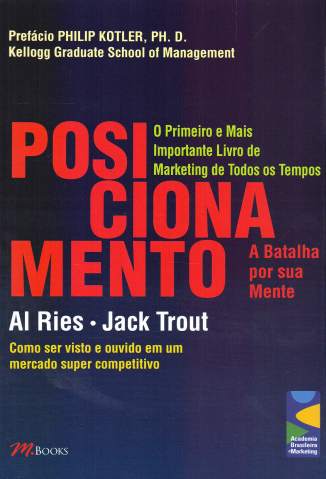 Prefácio PHILIP KOTLER, PH. D.
Kellogg Graduate School of Management
POSI
CIONA
MENTO
O Primeiro e Mais
Importante Livro de
Marketing de Todos os Tempos
A Batalha
por sua
Mente
Al Ries • Jack Trout
Como ser visto e ouvido em um
mercado super competitivo
M.BOOKS
Academia
Brasileira
de Marketing